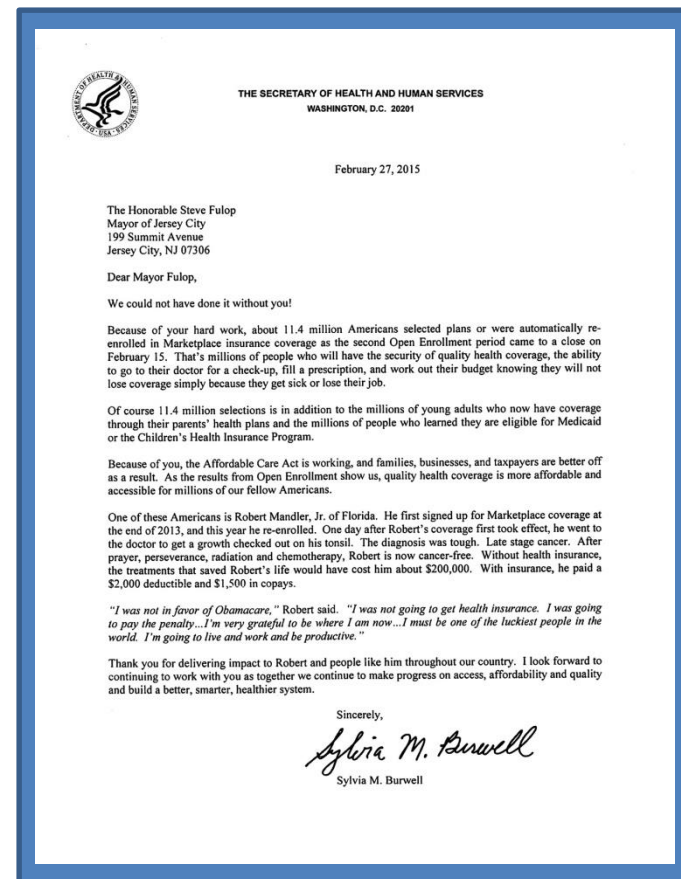 DEPARTMENT OF HEALTH & HUMAN SERVICES · USA
THE SECRETARY OF HEALTH AND HUMAN SERVICES
WASHINGTON, D.C. 20201
February 27, 2015
The Honorable Steve Fulop
Mayor of Jersey City
199 Summit Avenue
Jersey City, NJ 07306
Dear Mayor Fulop,
We could not have done it without you!
Because of your hard work, about 11.4 million Americans selected plans or were automatically re-
enrolled in Marketplace insurance coverage as the second Open Enrollment period came to a close on
February 15. That's millions of people who will have the security of quality health coverage, the ability
to go to their doctor for a check-up, fill a prescription, and work out their budget knowing they will not
lose coverage simply because they get sick or lose their job.
Of course 11.4 million selections is in addition to the millions of young adults who now have coverage
through their parents' health plans and the millions of people who learned they are eligible for Medicaid
or the Children's Health Insurance Program.
Because of you, the Affordable Care Act is working, and families, businesses, and taxpayers are better off
as a result. As the results from Open Enrollment show us, quality health coverage is more affordable and
accessible for millions of our fellow Americans.
One of these Americans is Robert Mandler, Jr. of Florida. He first signed up for Marketplace coverage at
the end of 2013, and this year he re-enrolled. One day after Robert's coverage first took effect, he went to
the doctor to get a growth checked out on his tonsil. The diagnosis was tough. Late stage cancer. After
prayer, perseverance, radiation and chemotherapy, Robert is now cancer-free. Without health insurance,
the treatments that saved Robert's life would have cost him about $200,000. With insurance, he paid a
$2,000 deductible and $1,500 in copays.
"I was not in favor of Obamacare," Robert said. "I was not going to get health insurance. I was going
to pay the penalty...I'm very grateful to be where I am now...I must be one of the luckiest people in the
world. I'm going to live and work and be productive."
Thank you for delivering impact to Robert and people like him throughout our country. I look forward to
continuing to work with you as together we continue to make progress on access, affordability and quality
and build a better, smarter, healthier system.
Sincerely,
Sylvia M. Burwell
Sylvia M. Burwell